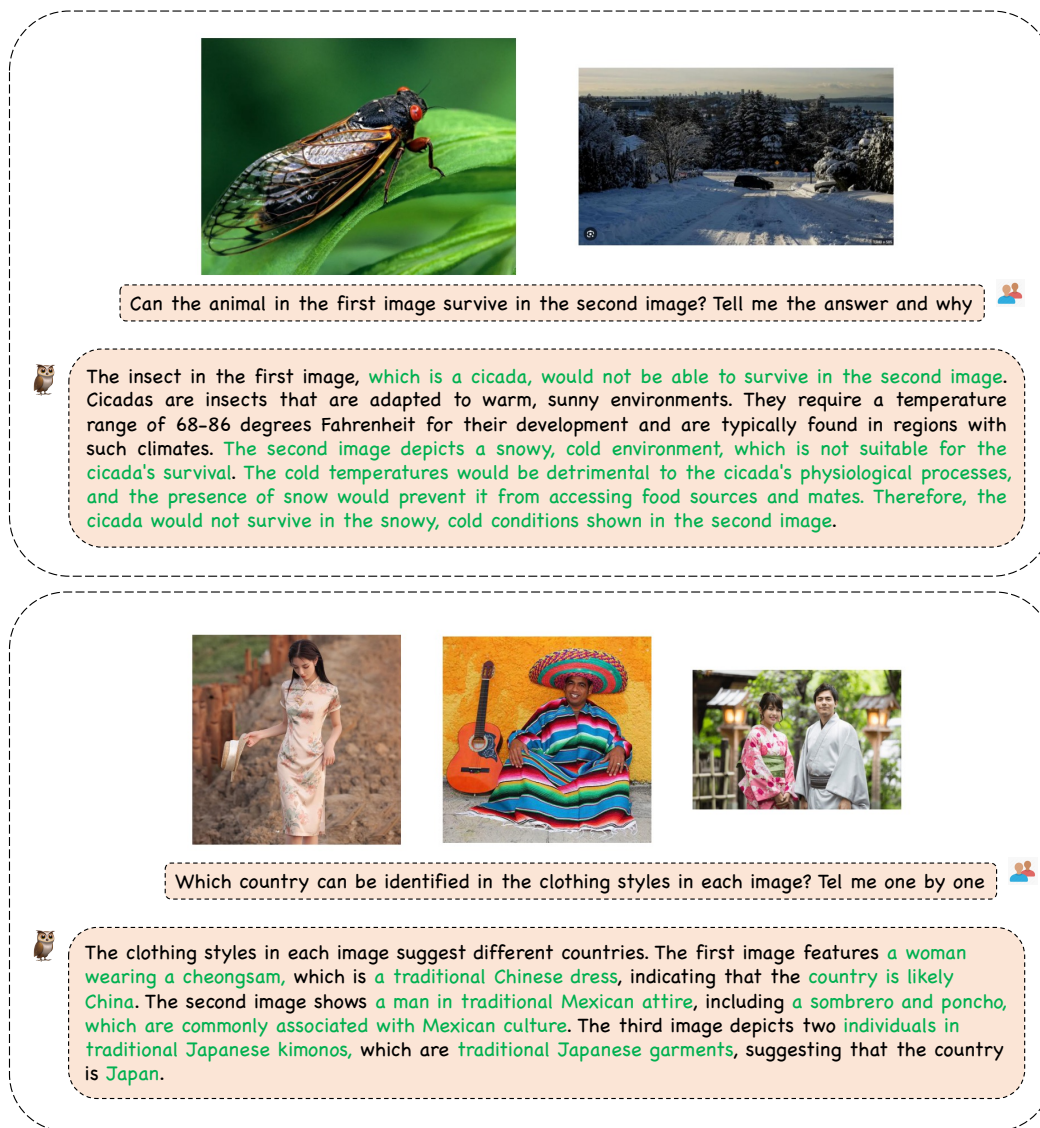 Can the animal in the first image survive in the second image? Tell me the answer and why
The insect in the first image, which is a cicada, would not be able to survive in the second image.
Cicadas are insects that are adapted to warm, sunny environments. They require a temperature
range of 68-86 degrees Fahrenheit for their development and are typically found in regions with
such climates. The second image depicts a snowy, cold environment, which is not suitable for the
cicada's survival. The cold temperatures would be detrimental to the cicada's physiological processes,
and the presence of snow would prevent it from accessing food sources and mates. Therefore, the
cicada would not survive in the snowy, cold conditions shown in the second image.
Which country can be identified in the clothing styles in each image? Tel me one by one
The clothing styles in each image suggest different countries. The first image features a woman
wearing a cheongsam, which is a traditional Chinese dress, indicating that the country is likely
China. The second image shows a man in traditional Mexican attire, including a sombrero and poncho,
which are commonly associated with Mexican culture. The third image depicts two individuals in
traditional Japanese kimonos, which are traditional Japanese garments, suggesting that the country
is Japan.